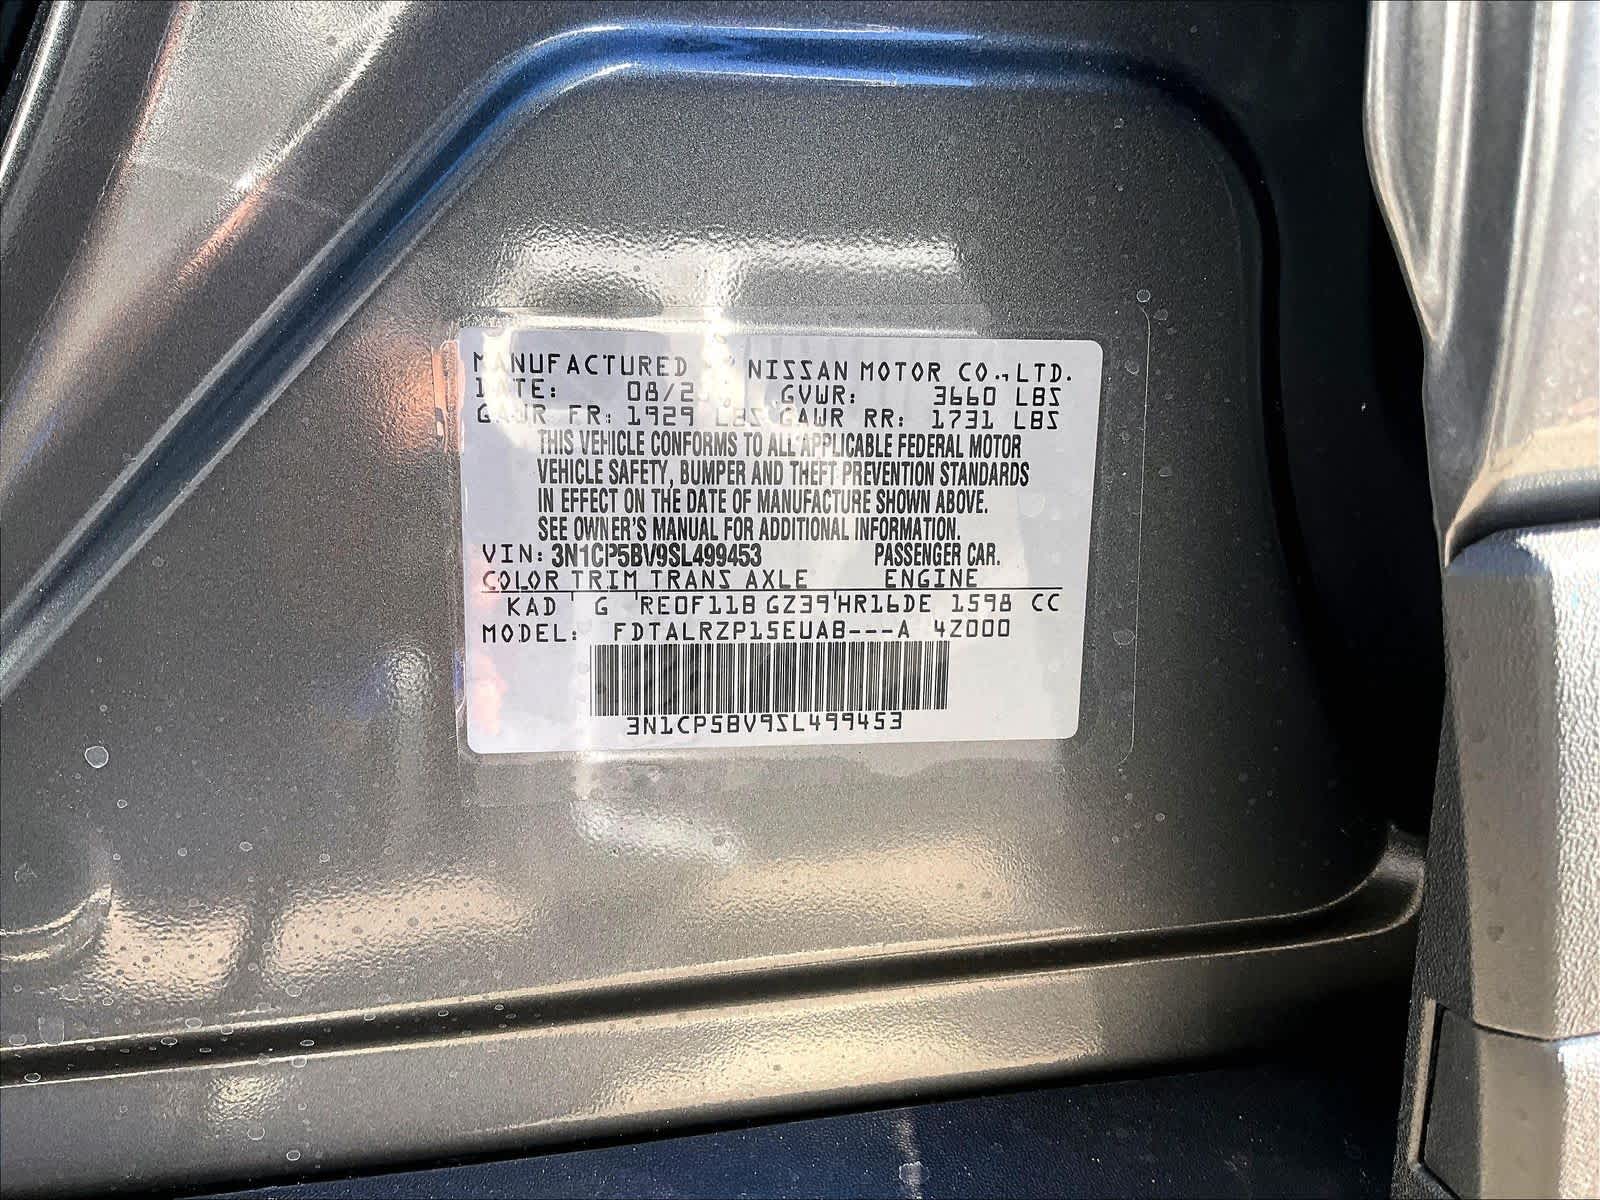 MANUFACTURED NISSAN MOTOR CO., LTD.
DATE: GVWR: 3660 LBS
GAWR FR: 1929 LBS GAWR RR: 1731 LBS
THIS VEHICLE CONFORMS TO ALL APPLICABLE FEDERAL MOTOR
VEHICLE SAFETY, BUMPER AND THEFT PREVENTION STANDARDS
IN EFFECT ON THE DATE OF MANUFACTURE SHOWN ABOVE.
SEE OWNER'S MANUAL FOR ADDITIONAL INFORMATION.
VIN: 3N1CP5BV9SL499453 PASSENGER CAR.
COLOR TRIM TRANS AXLE ENGINE
KAD G RE0F11B GZ39 HR16DE 1598 CC
MODEL: FDTALRZP15EUAB---A 4Z000
3N1CP5BV9SL499453